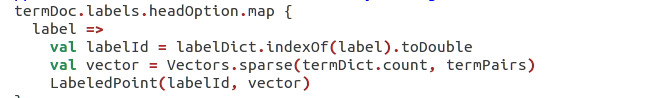 termDoc.labels.headOption.map {
label =>
val labelId = labelDict.indexOf(label).toDouble
val vector = Vectors.sparse(termDict.count, termPairs)
LabeledPoint(labelId, vector)